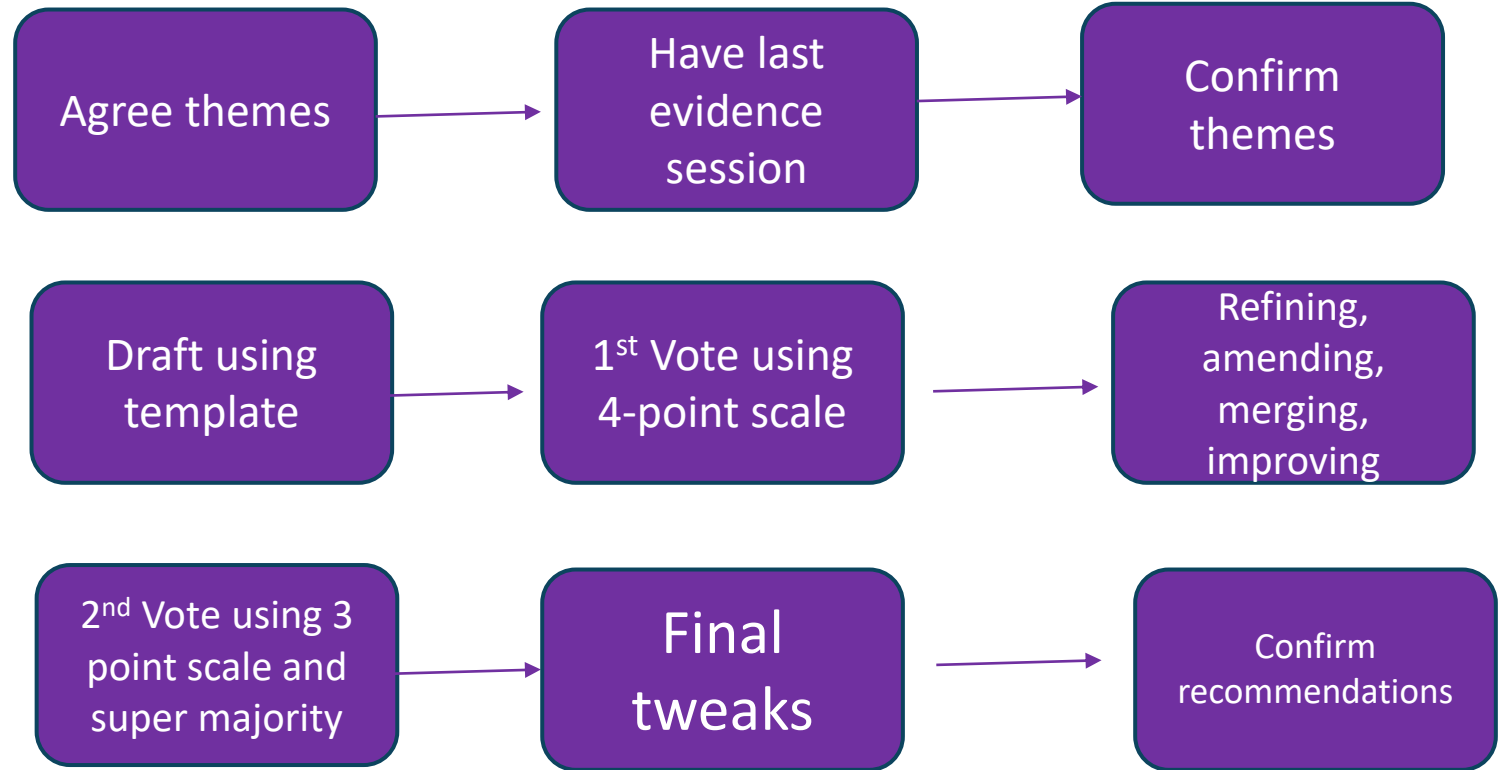 Agree themes
Have last
evidence
session
Confirm
themes
Draft using
template
1st Vote using
4-point scale
Refining,
amending,
merging,
improving
2nd Vote using 3
point scale and
super majority
Final
tweaks
Confirm
recommendations